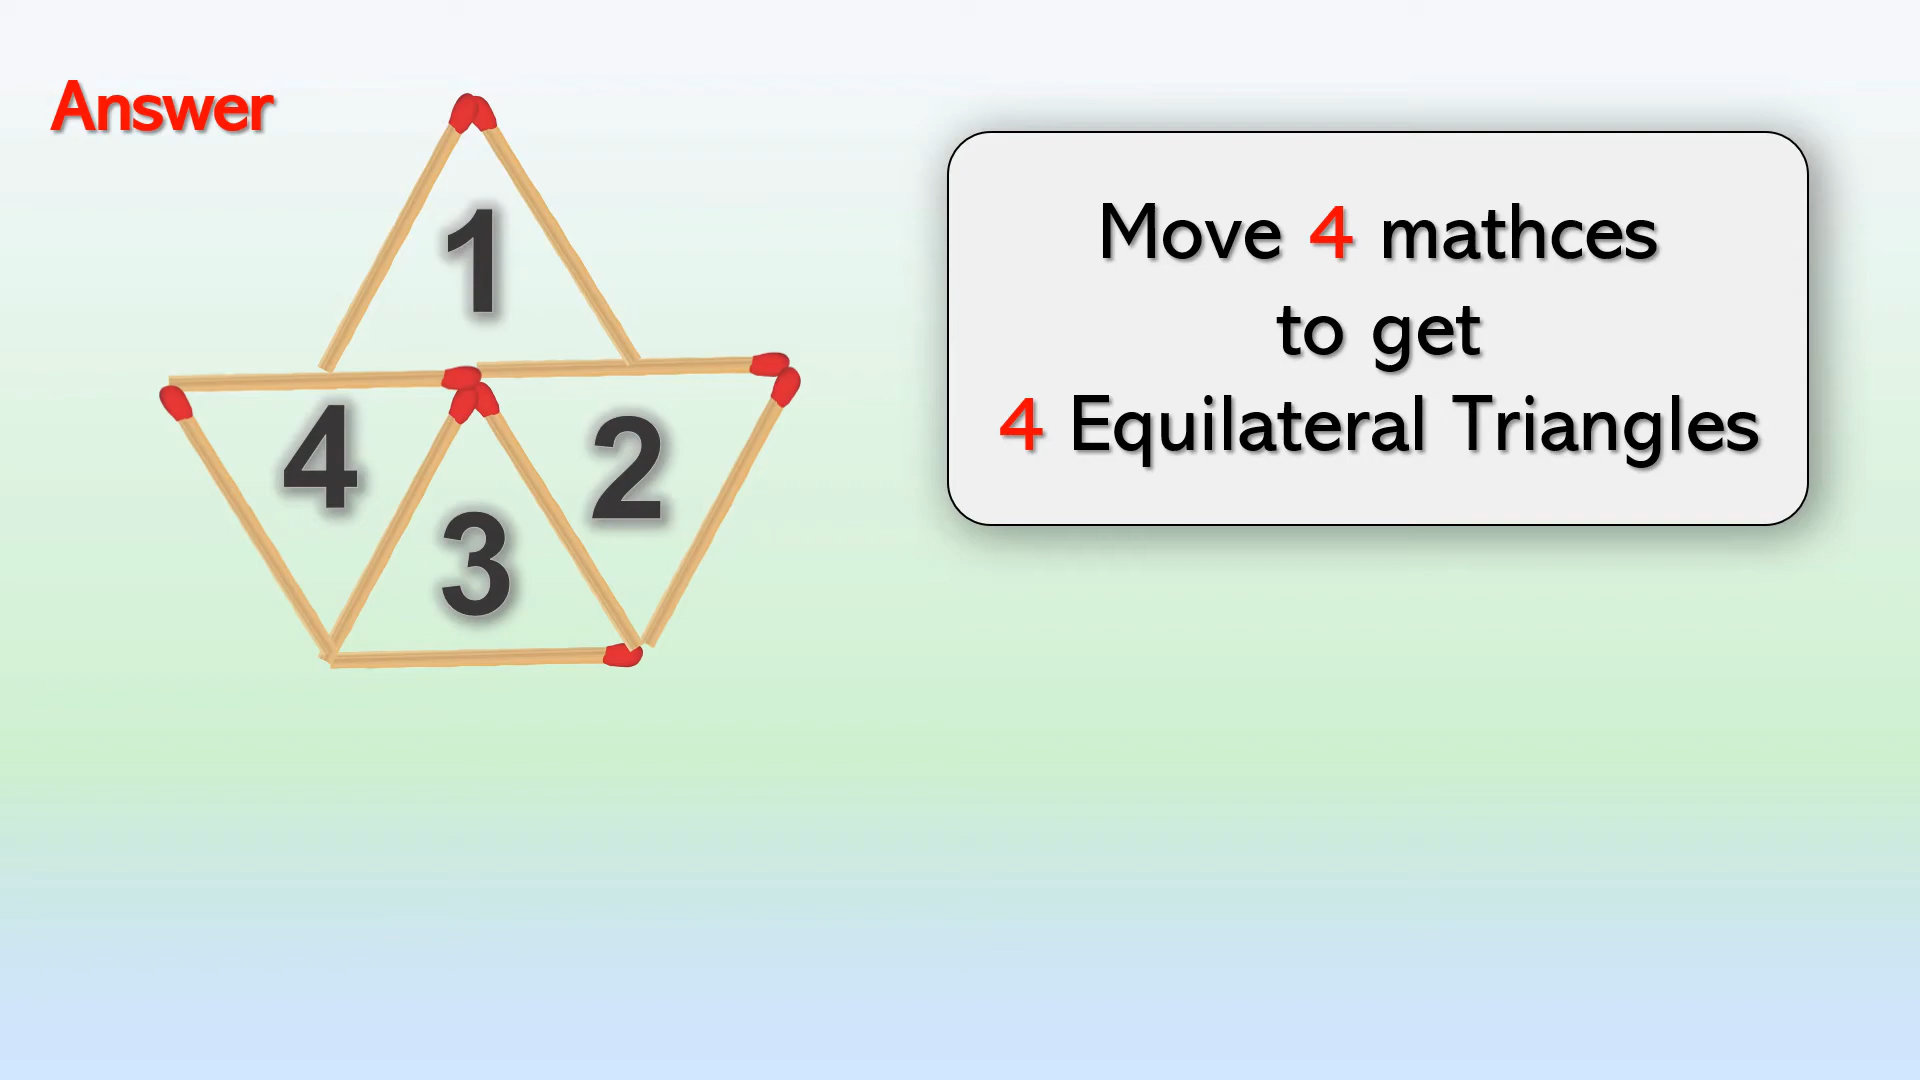 Answer
1
4
2
3
Move 4 mathces
to get
4 Equilateral Triangles